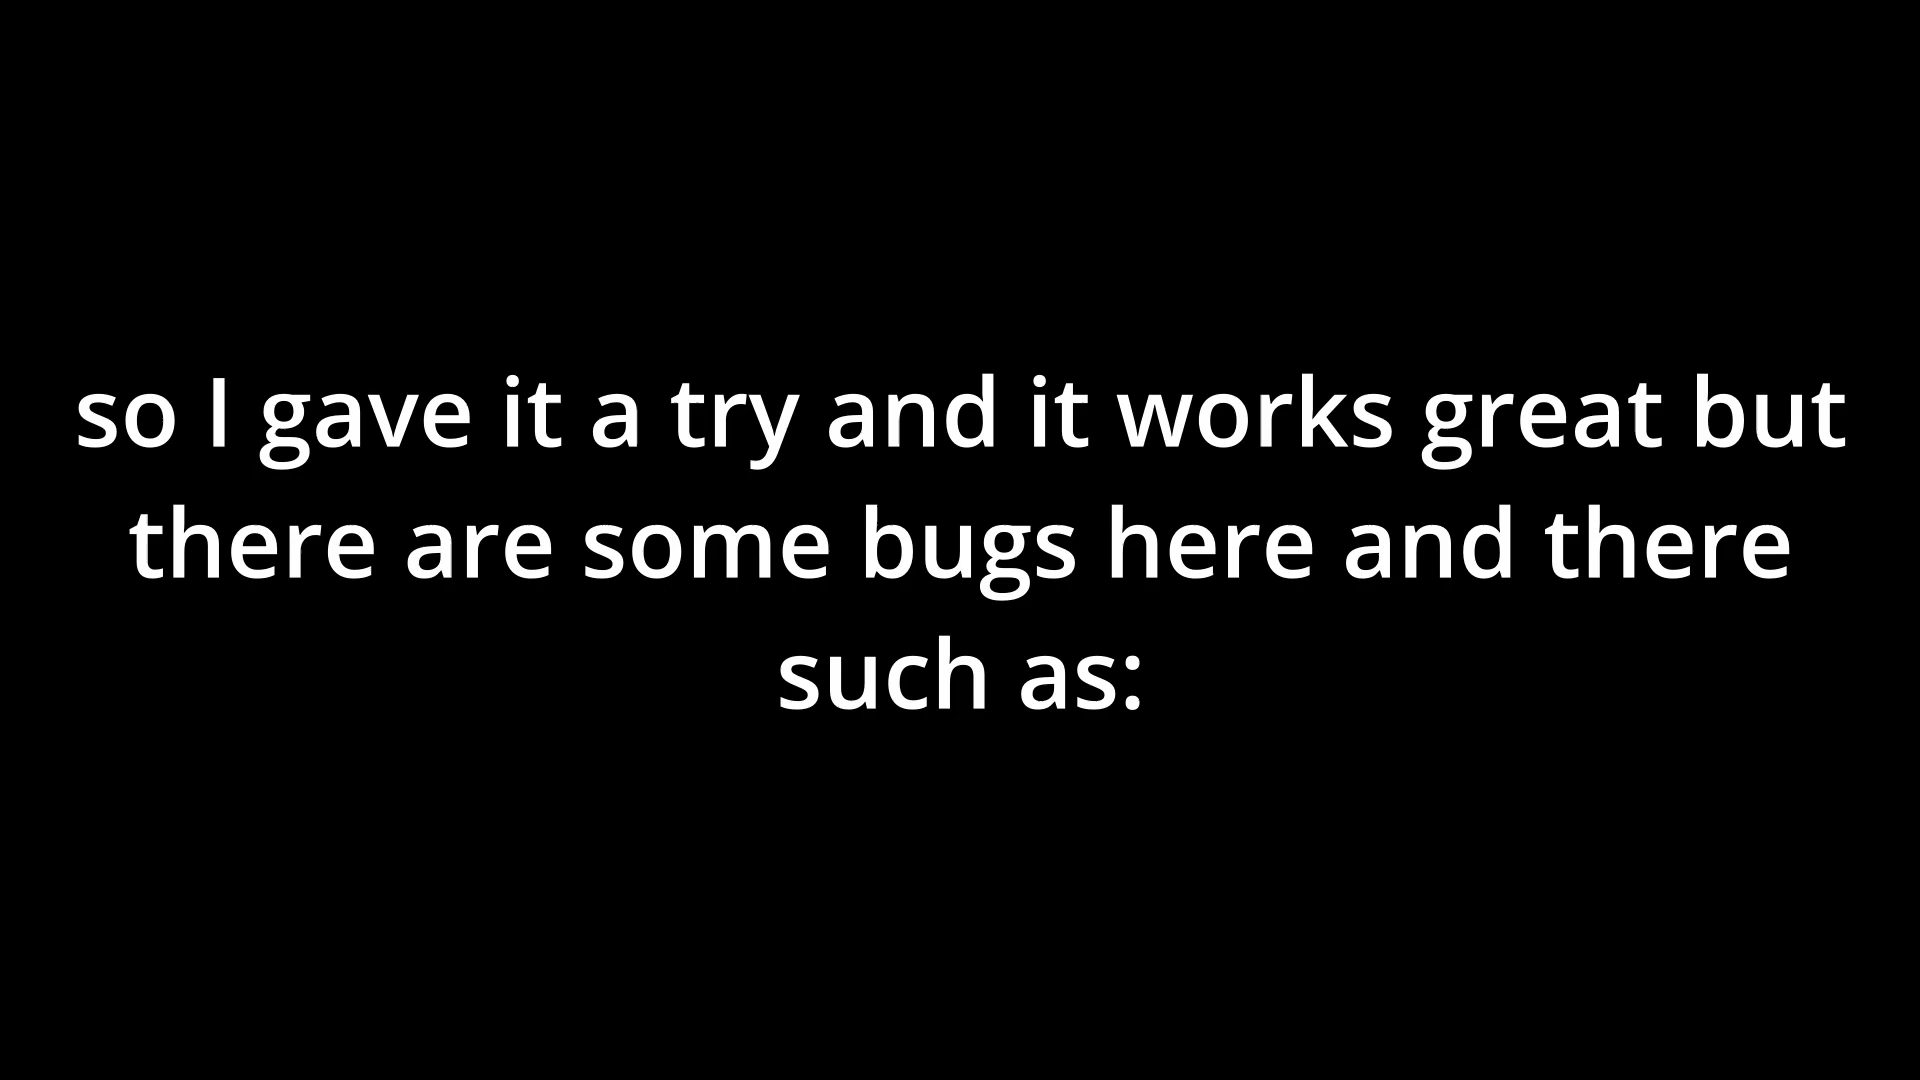 so I gave it a try and it works great but
there are some bugs here and there
such as: